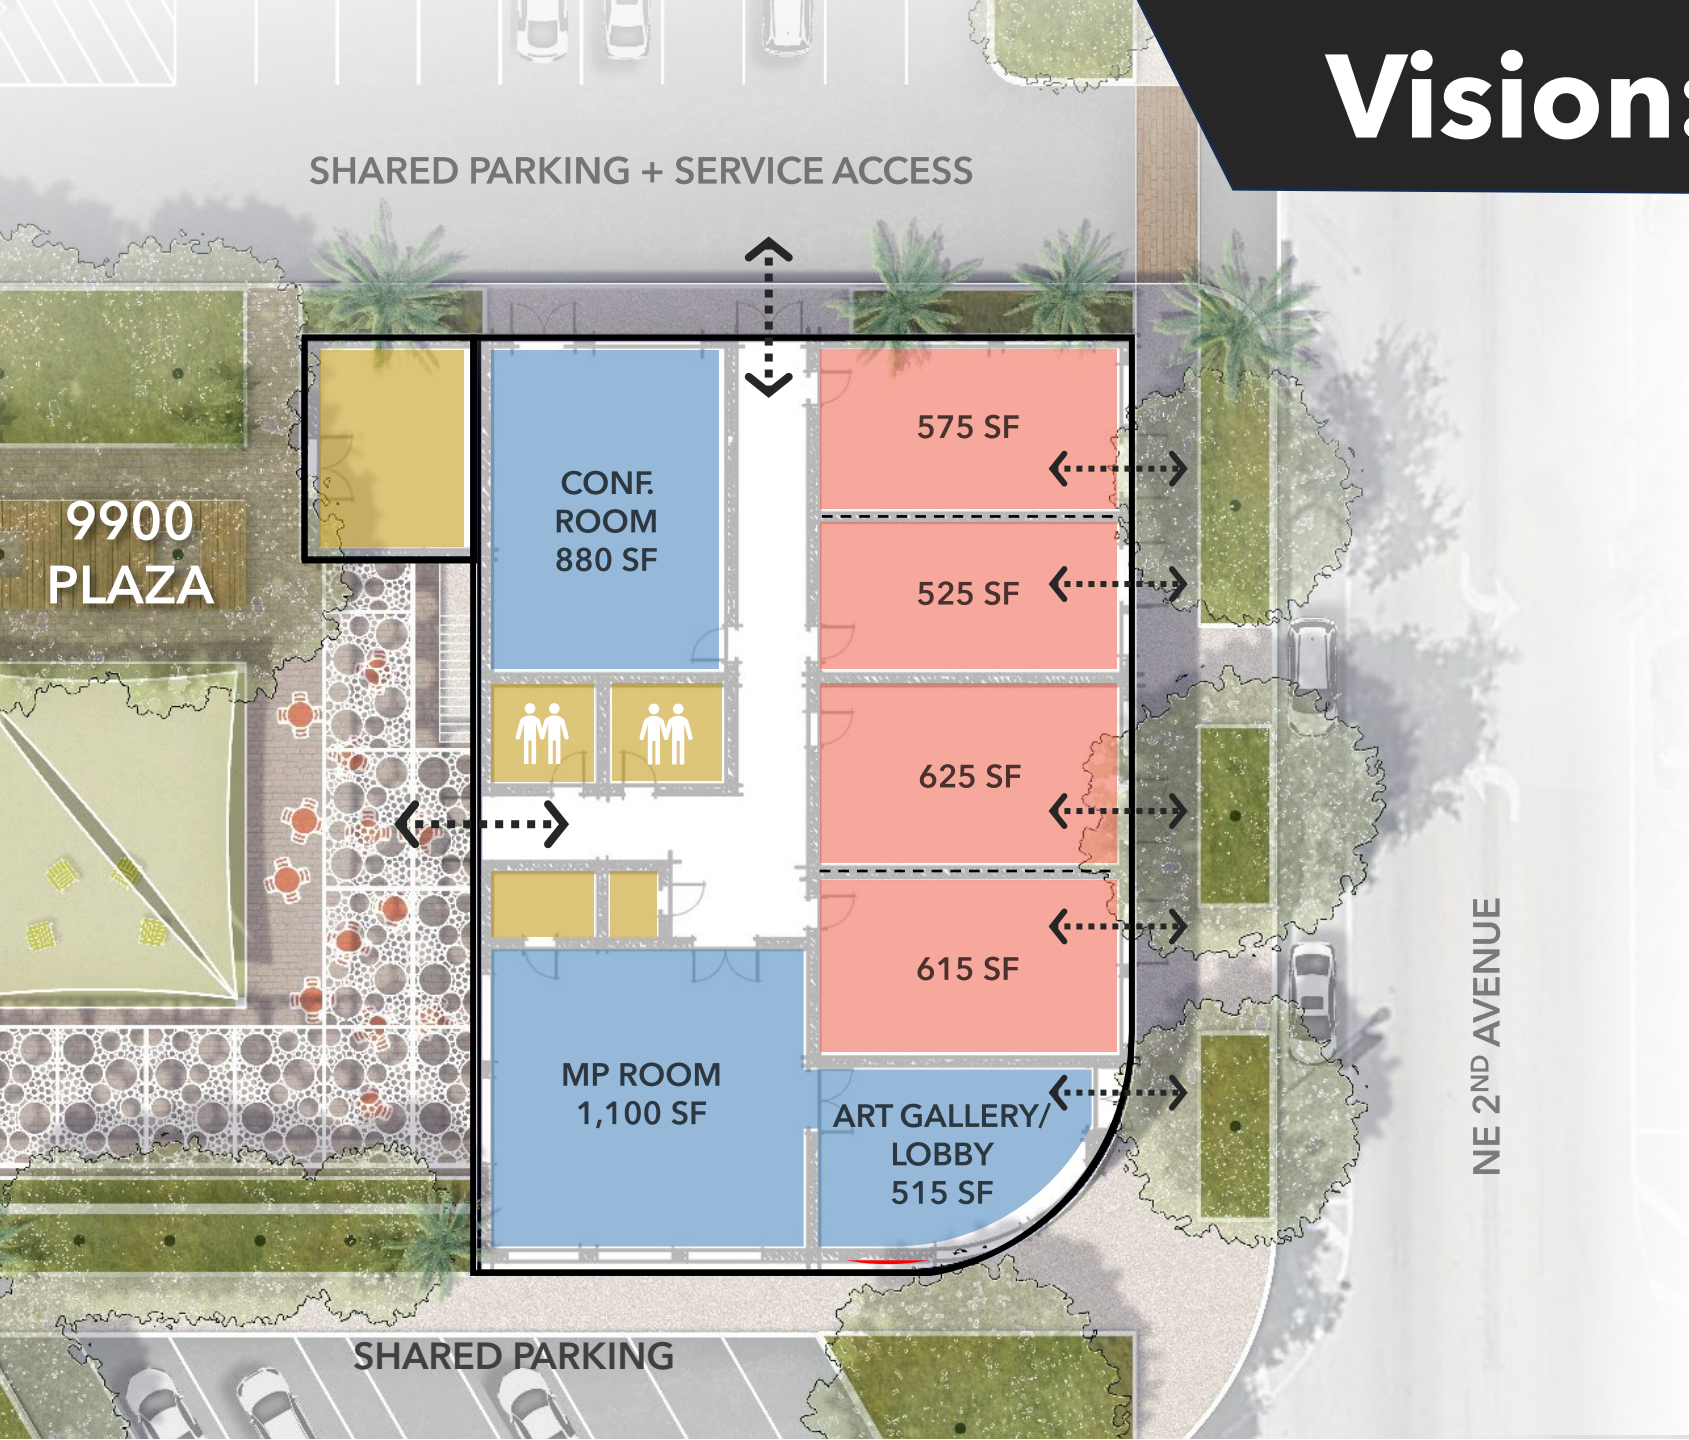 Vision:
SHARED PARKING + SERVICE ACCESS
575 SF
CONF.
ROOM
880 SF
9900
PLAZA
525 SF
625 SF
615 SF
MP ROOM
1,100 SF
ART GALLERY/
LOBBY
515 SF
NE 2ND AVENUE
SHARED PARKING